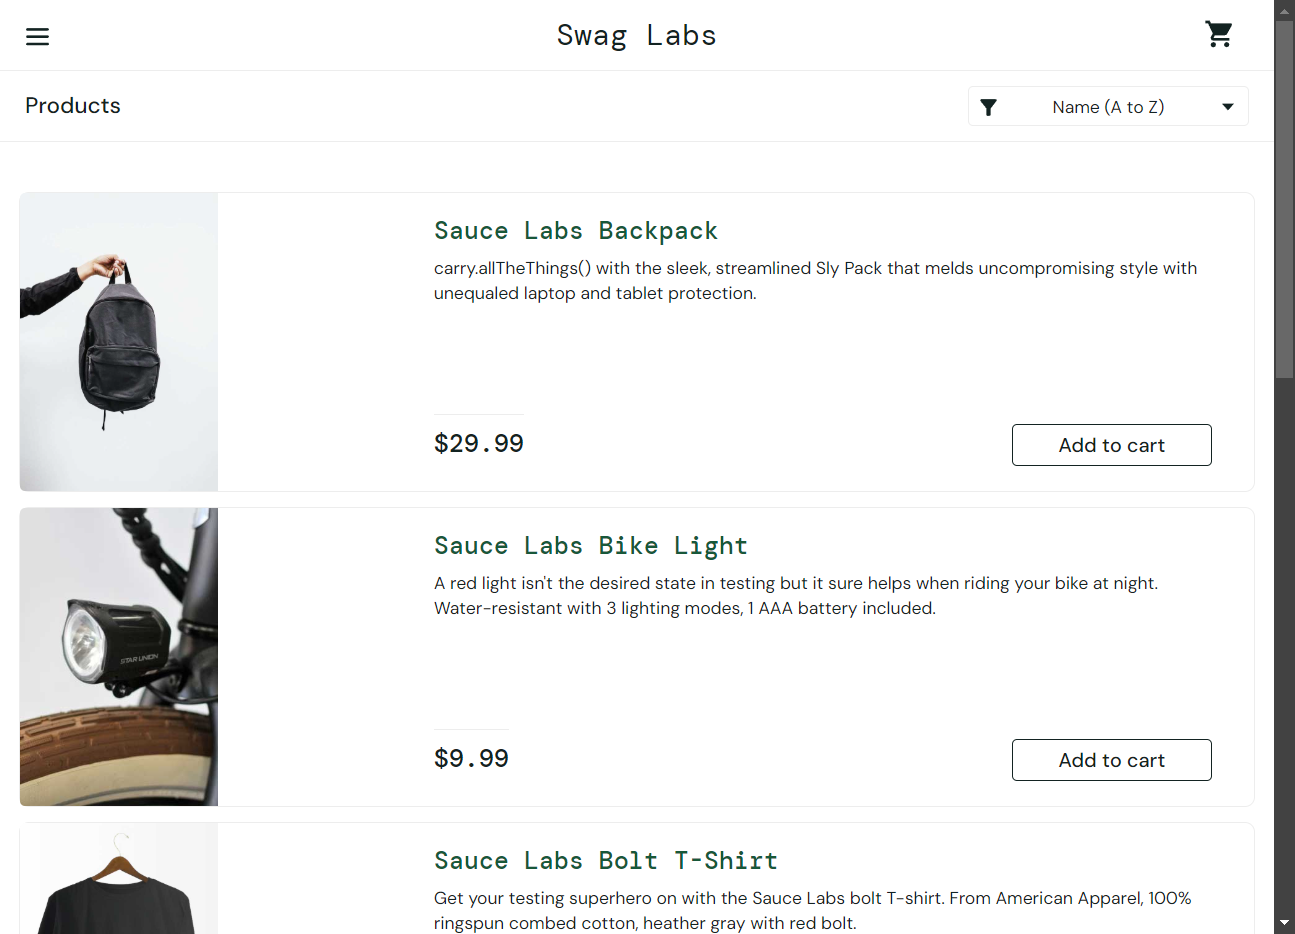 Swag Labs
Products
Name (A to Z)
Sauce Labs Backpack
carry.allTheThings() with the sleek, streamlined Sly Pack that melds uncompromising style with
unequaled laptop and tablet protection.
$29.99
Add to cart
Sauce Labs Bike Light
A red light isn't the desired state in testing but it sure helps when riding your bike at night.
Water-resistant with 3 lighting modes, 1 AAA battery included.
STAR UNION
$9.99
Add to cart
Sauce Labs Bolt T-Shirt
Get your testing superhero on with the Sauce Labs bolt T-shirt. From American Apparel, 100%
ringspun combed cotton, heather gray with red bolt.